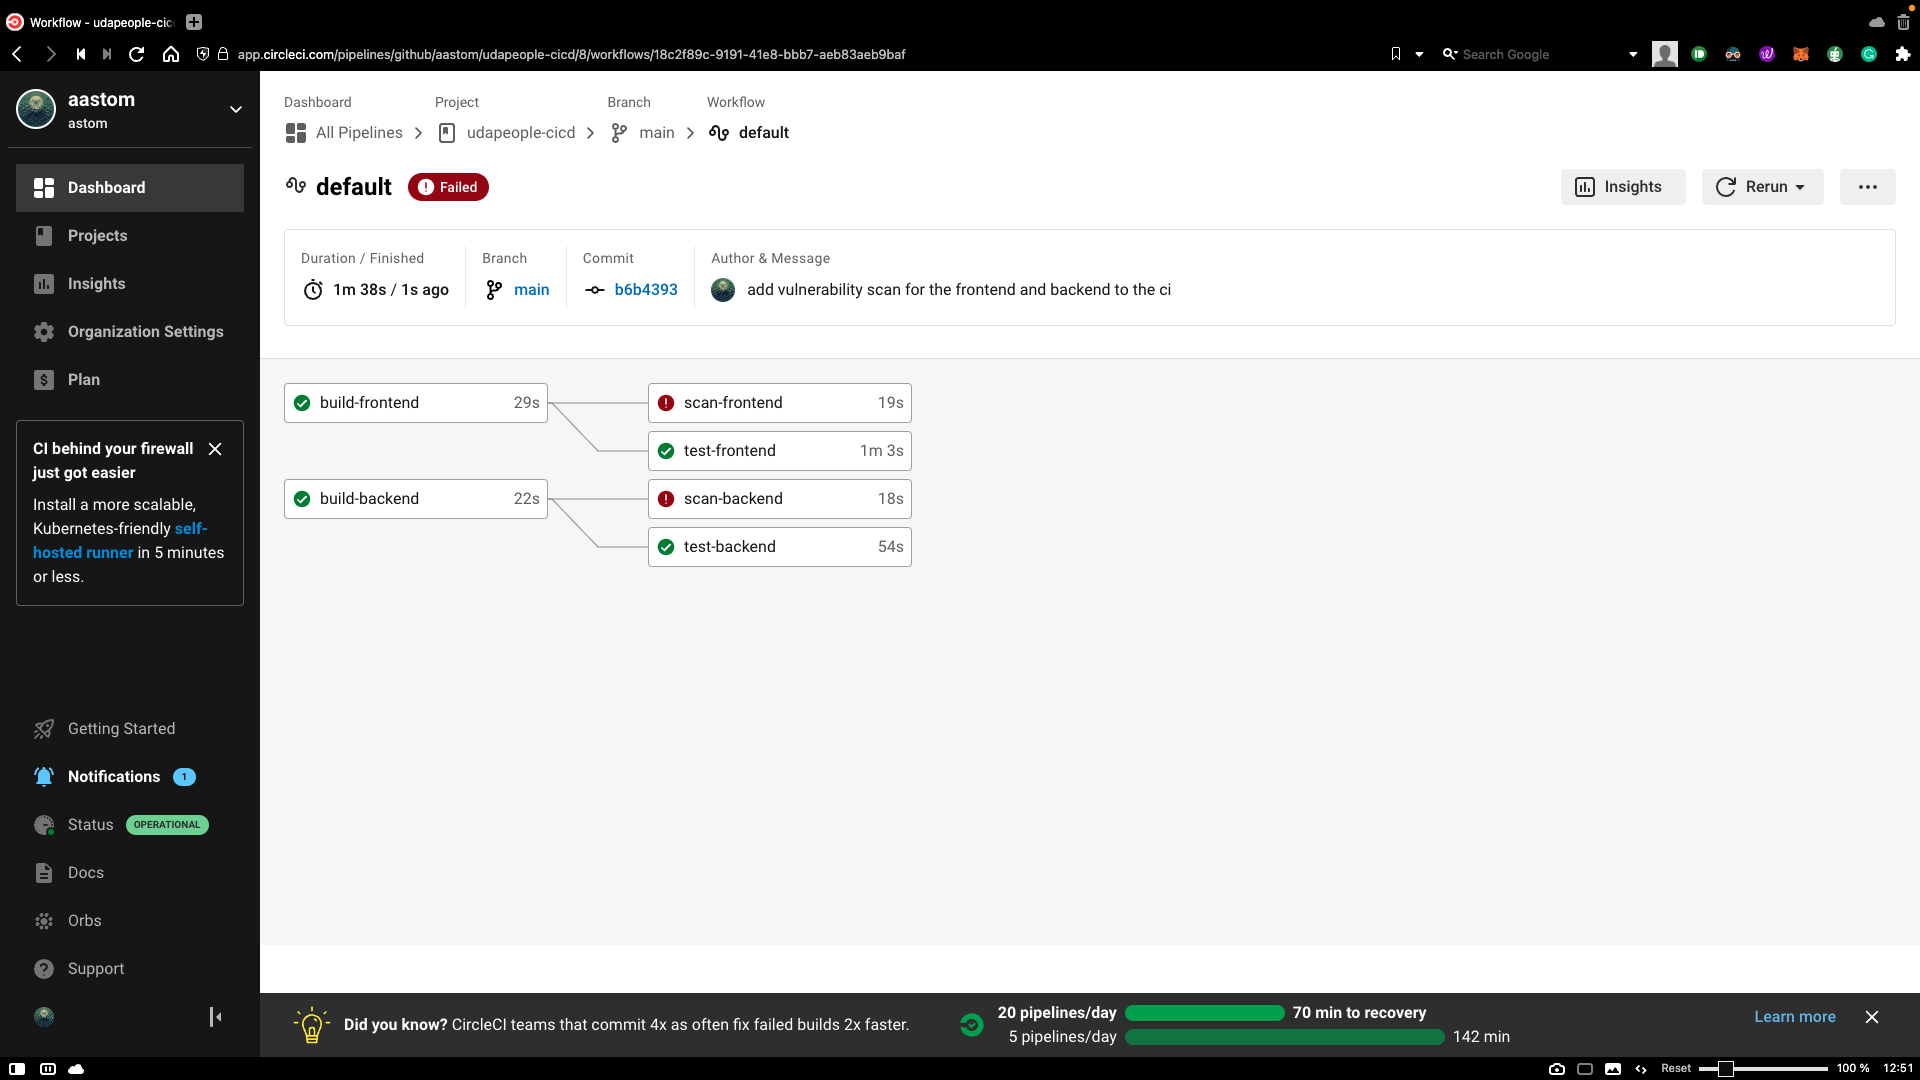 Workflow - udapeople-cic
app.circleci.com/pipelines/github/aastom/udapeople-cicd/8/workflows/18c2f89c-9191-41e8-bbb7-aeb83aeb9baf
Search Google
aastom
astom
Dashboard
Projects
Insights
Organization Settings
Plan
CI behind your firewall
just got easier
Install a more scalable,
Kubernetes-friendly self-
hosted runner in 5 minutes
or less.
Getting Started
Notifications 1
Status OPERATIONAL
Docs
Orbs
Support
Dashboard Project Branch Workflow
All Pipelines udapeople-cicd main default
default Failed
Insights Rerun
Duration / Finished Branch Commit Author & Message
1m 38s / 1s ago main b6b4393 add vulnerability scan for the frontend and backend to the ci
build-frontend 29s scan-frontend 19s
test-frontend 1m 3s
build-backend 22s scan-backend 18s
test-backend 54s
Did you know? CircleCI teams that commit 4x as often fix failed builds 2x faster.
20 pipelines/day 70 min to recovery
5 pipelines/day 142 min
Learn more
Reset 100 % 12:51